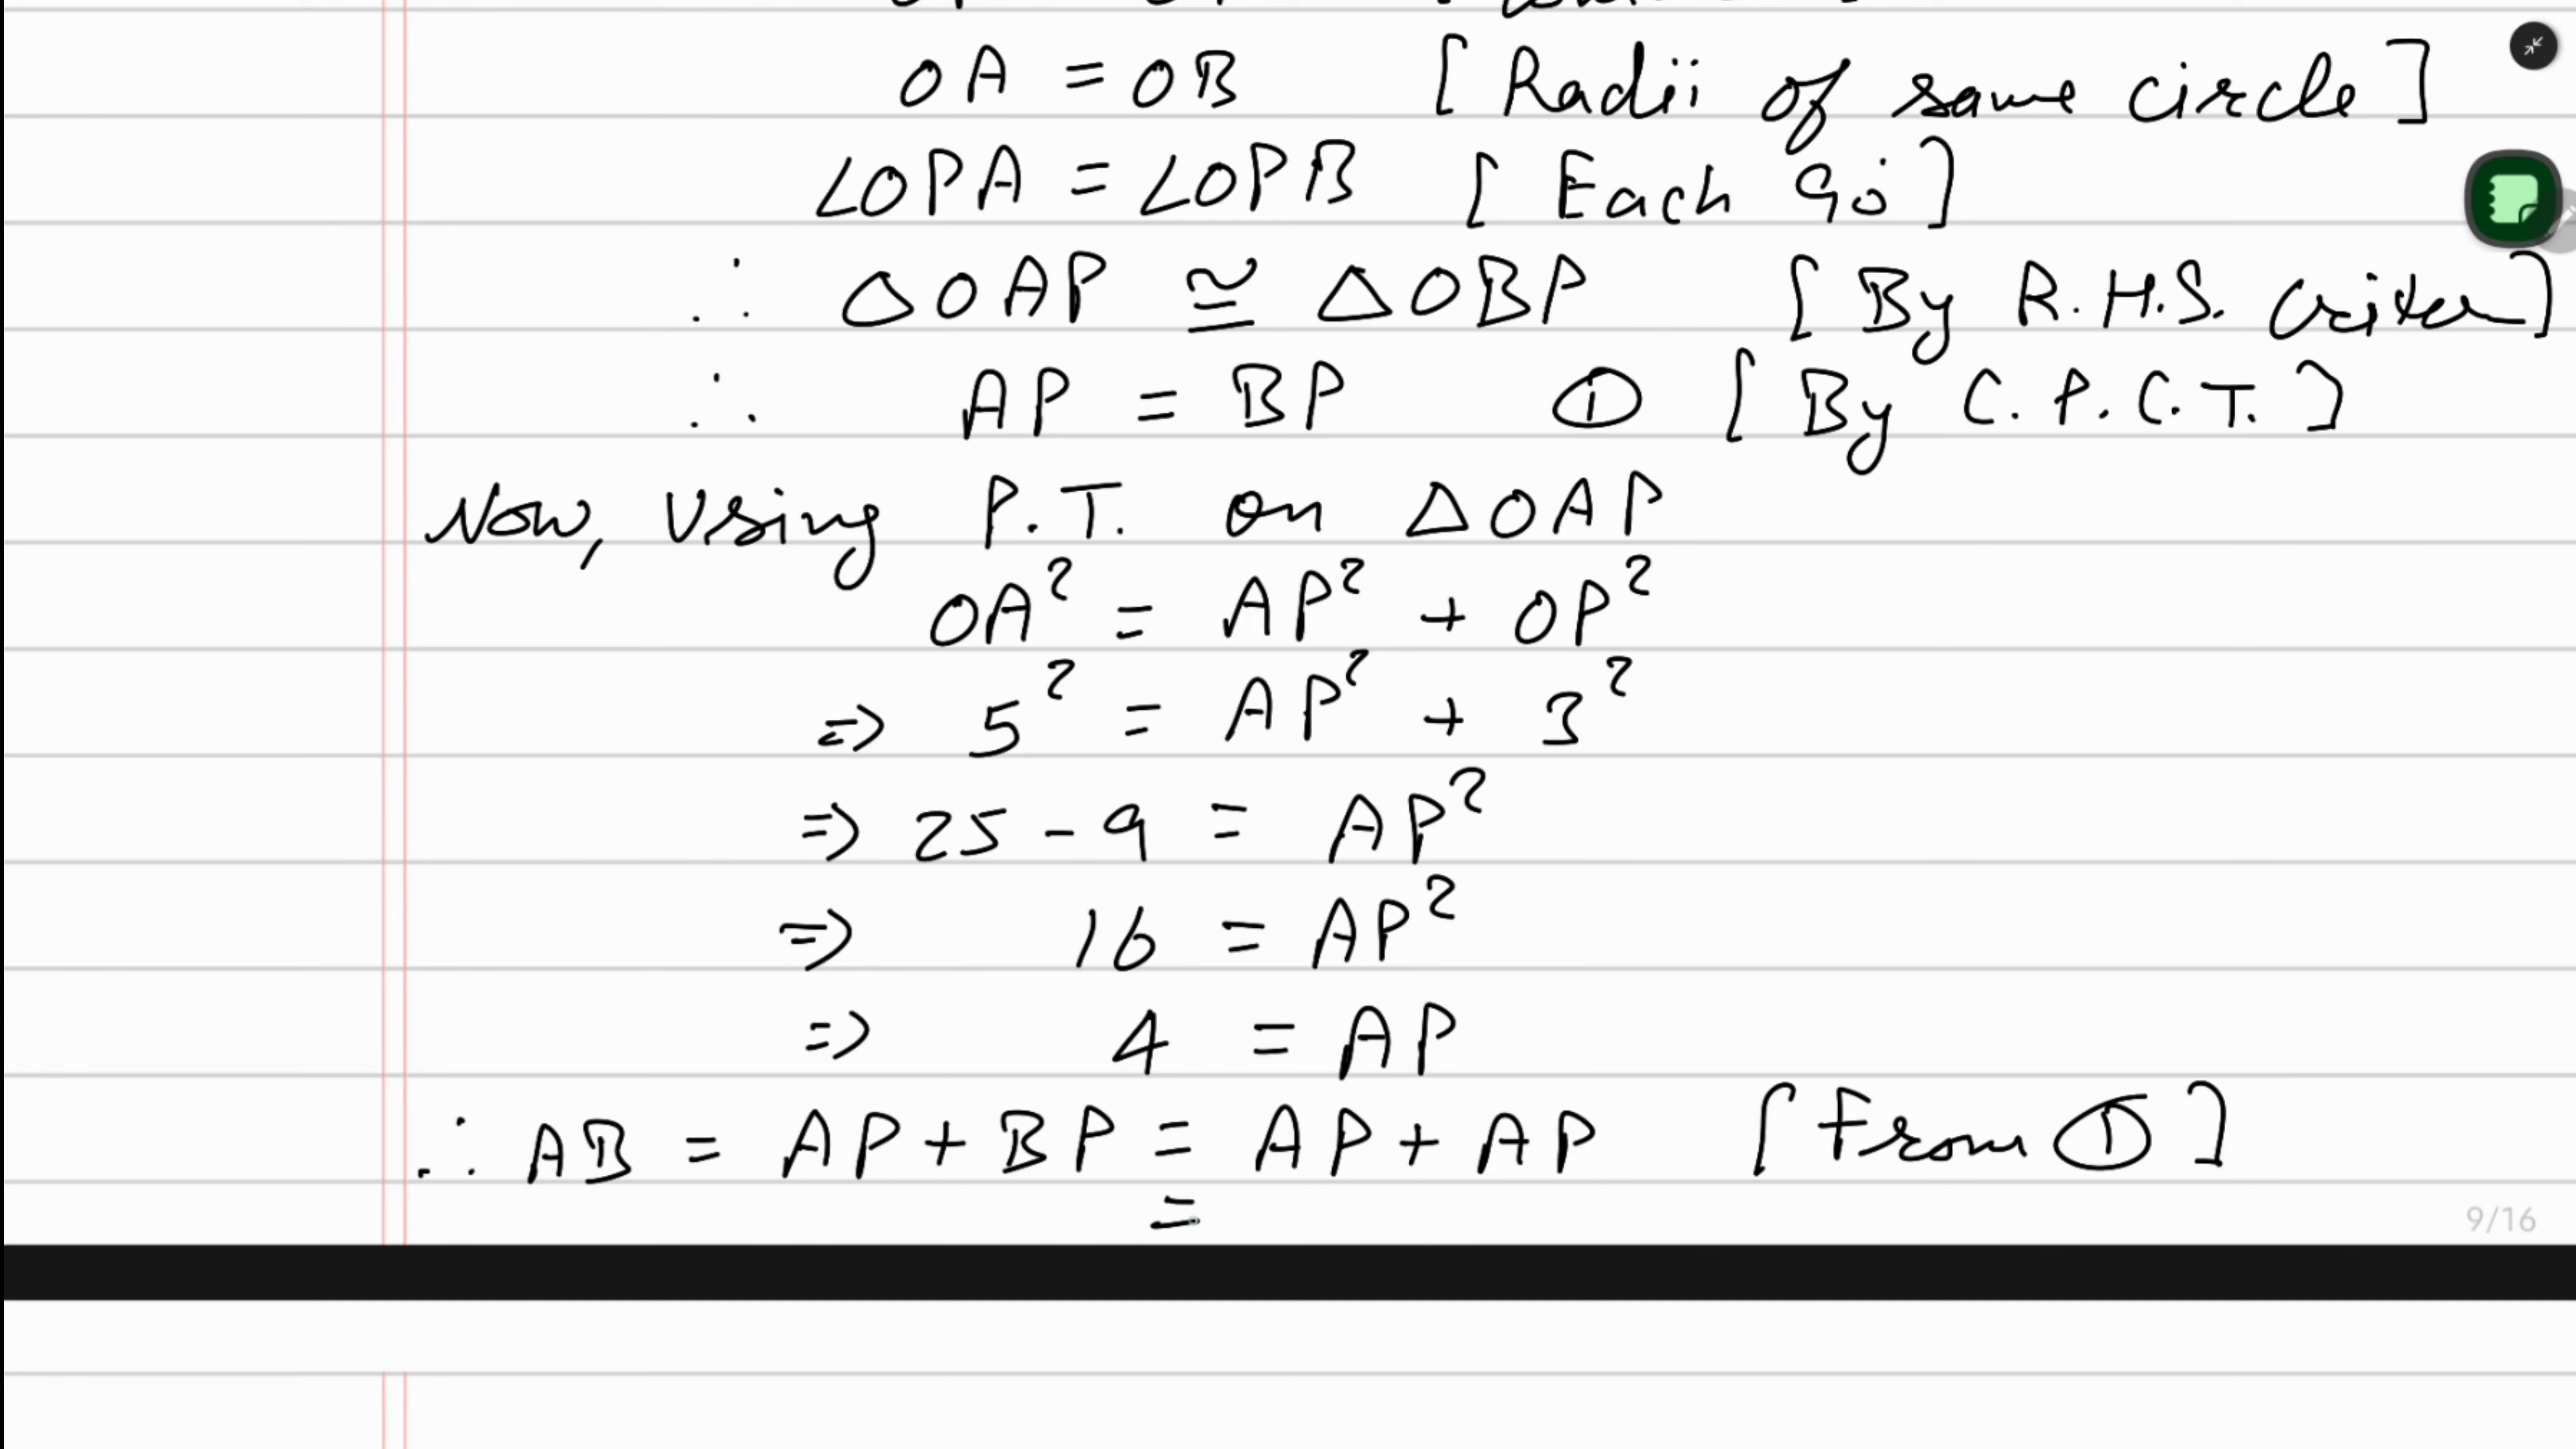 OA = OB [Radii of same circle]
∠OPA = ∠OPB [Each 90°]
∴ △OAP ≅ △OBP [By R.H.S. criter]
∴ AP = BP ① [By C.P.C.T.]
Now, Using P.T. on △OAP
OA² = AP² + OP²
⇒ 5² = AP² + 3²
⇒ 25 - 9 = AP²
⇒ 16 = AP²
⇒ 4 = AP
∴ AB = AP + BP = AP + AP [From ①]
=
9/16